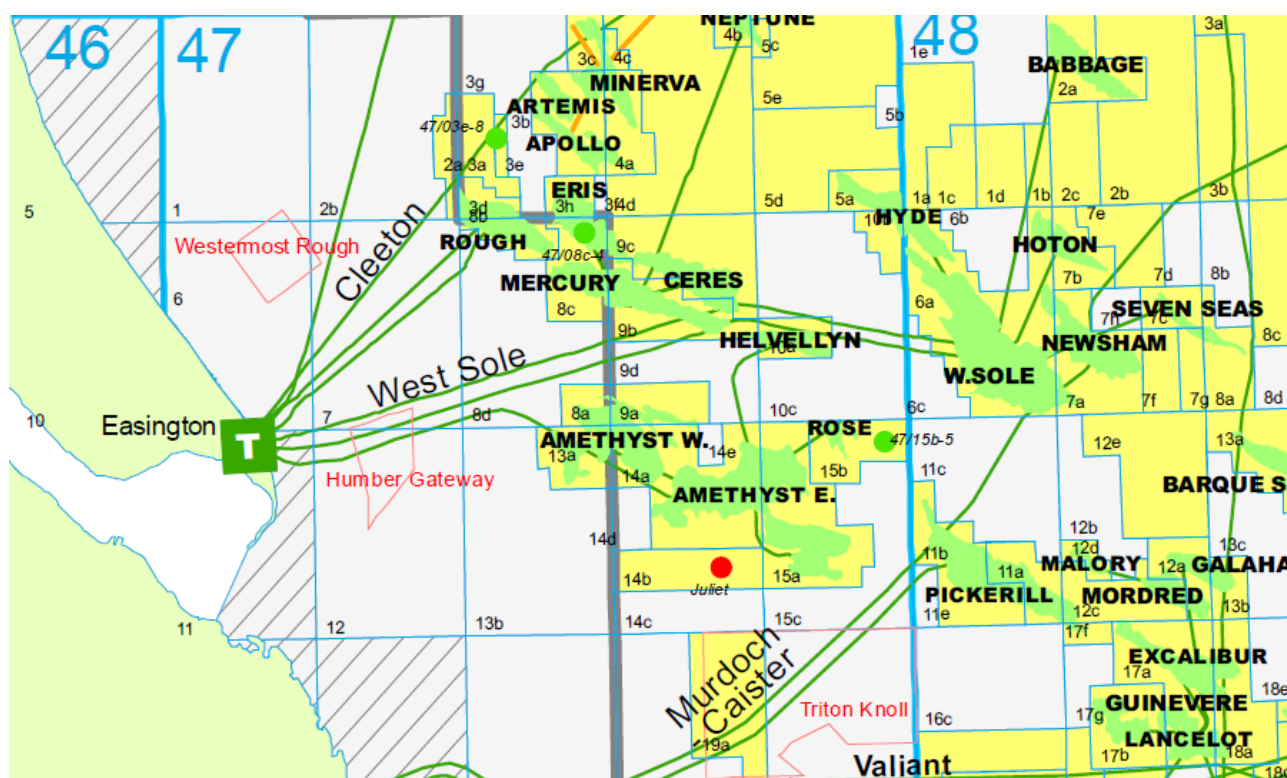 46
47
48
NEPTUNE
3a
4b
5c
3c
4c
1e
BABBAGE
2a
MINERVA
3g
ARTEMIS
5e
47/03e-8
3b
5b
APOLLO
2a
3a
3e
4a
ERIS
5
1
2b
3d
8b
3h
3f
4d
5d
5a
1a
1c
1d
1b
2c
2b
3b
10b
HYDE
6b
7e
ROUGH
Westermost Rough
Cleeton
47/08c-4
9c
HOTON
MERCURY
CERES
7b
7d
8b
6
8c
6a
SEVEN SEAS
9b
7h
7c
8c
HELVELLYN
10a
NEWSHAM
West Sole
9d
W.SOLE
10
Easington
T
7
8d
8a
9a
10c
6c
7a
7f
7g
8a
8d
ROSE
47/15b-5
AMETHYST W.
14e
12e
13a
13a
Humber Gateway
14a
15b
11c
AMETHYST E.
BARQUE S
12b
14d
11b
12d
13c
MALORY
12a
GALAHA
14b
Juliet
15a
11a
PICKERILL
MORDRED
11e
12c
13b
11
12
13b
14c
15c
17f
Murdoch
Caister
EXCALIBUR
17a
18e
Triton Knoll
GUINEVERE
16c
17g
19a
LANCELOT
17b
Valiant